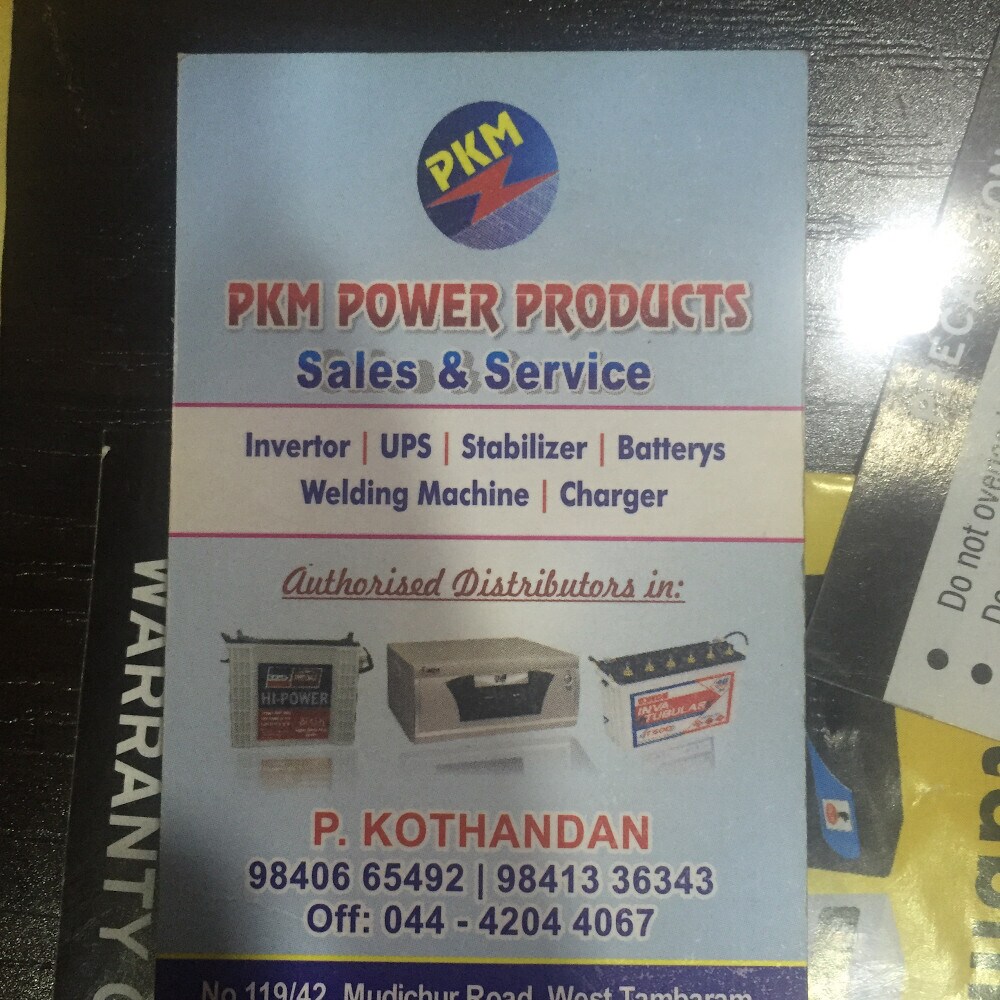 PKM
PKM POWER PRODUCTS
Sales & Service
Invertor | UPS | Stabilizer | Batterys
Welding Machine | Charger
Authorised Distributors in:
HI-POWER
INVA
TUBULAR
P. KOTHANDAN
98406 65492 | 98413 36343
Off: 044 - 4204 4067
No.119/42, Mudichur Road, West Tambaram
WARRANTY
Do not